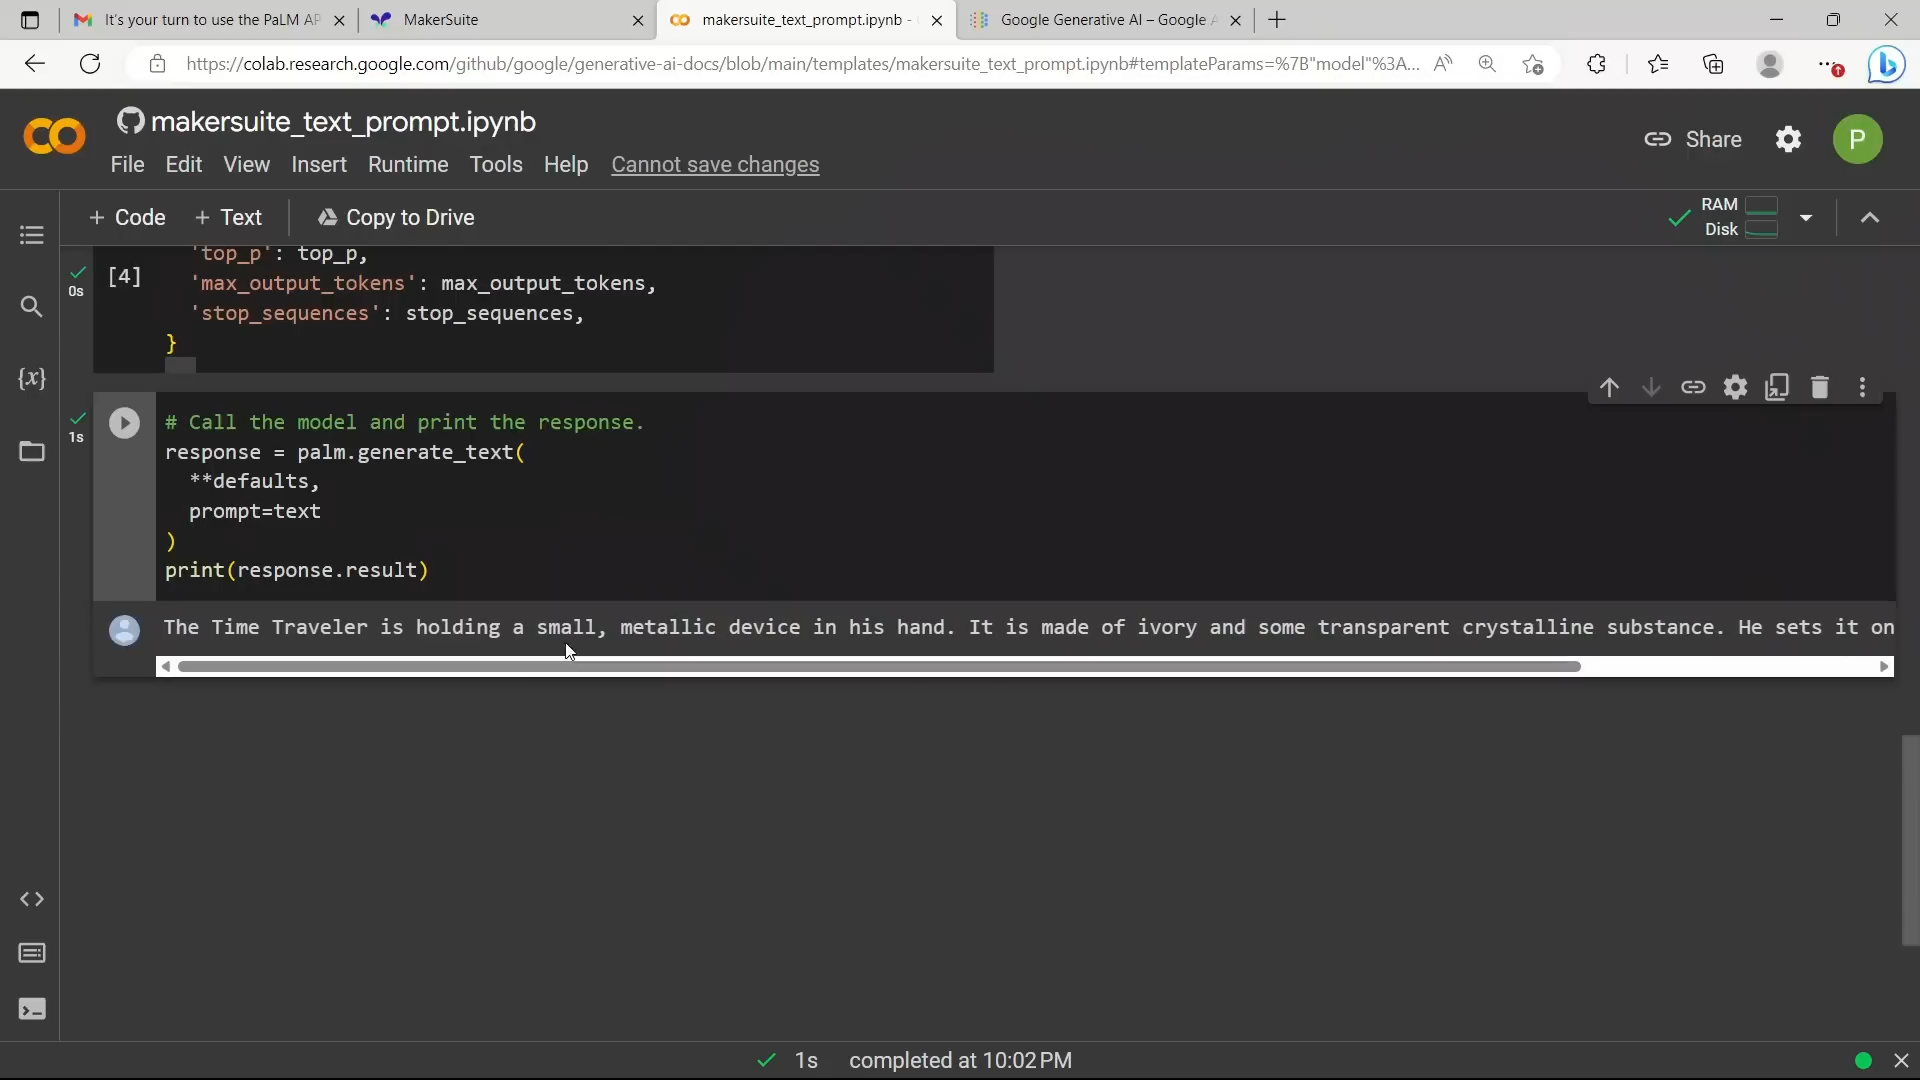 It's your turn to use the PaLM AP
MakerSuite
makersuite_text_prompt.ipynb -
Google Generative AI – Google A
https://colab.research.google.com/github/google/generative-ai-docs/blob/main/templates/makersuite_text_prompt.ipynb#templateParams=%7B"model"%3A...
makersuite_text_prompt.ipynb
File Edit View Insert Runtime Tools Help Cannot save changes
Share
P
+ Code + Text Copy to Drive
RAM
Disk
'top_p': top_p,
[4]
0s
'max_output_tokens': max_output_tokens,
'stop_sequences': stop_sequences,
}
{x}
1s
# Call the model and print the response.
response = palm.generate_text(
**defaults,
prompt=text
)
print(response.result)
The Time Traveler is holding a small, metallic device in his hand. It is made of ivory and some transparent crystalline substance. He sets it on
1s completed at 10:02 PM